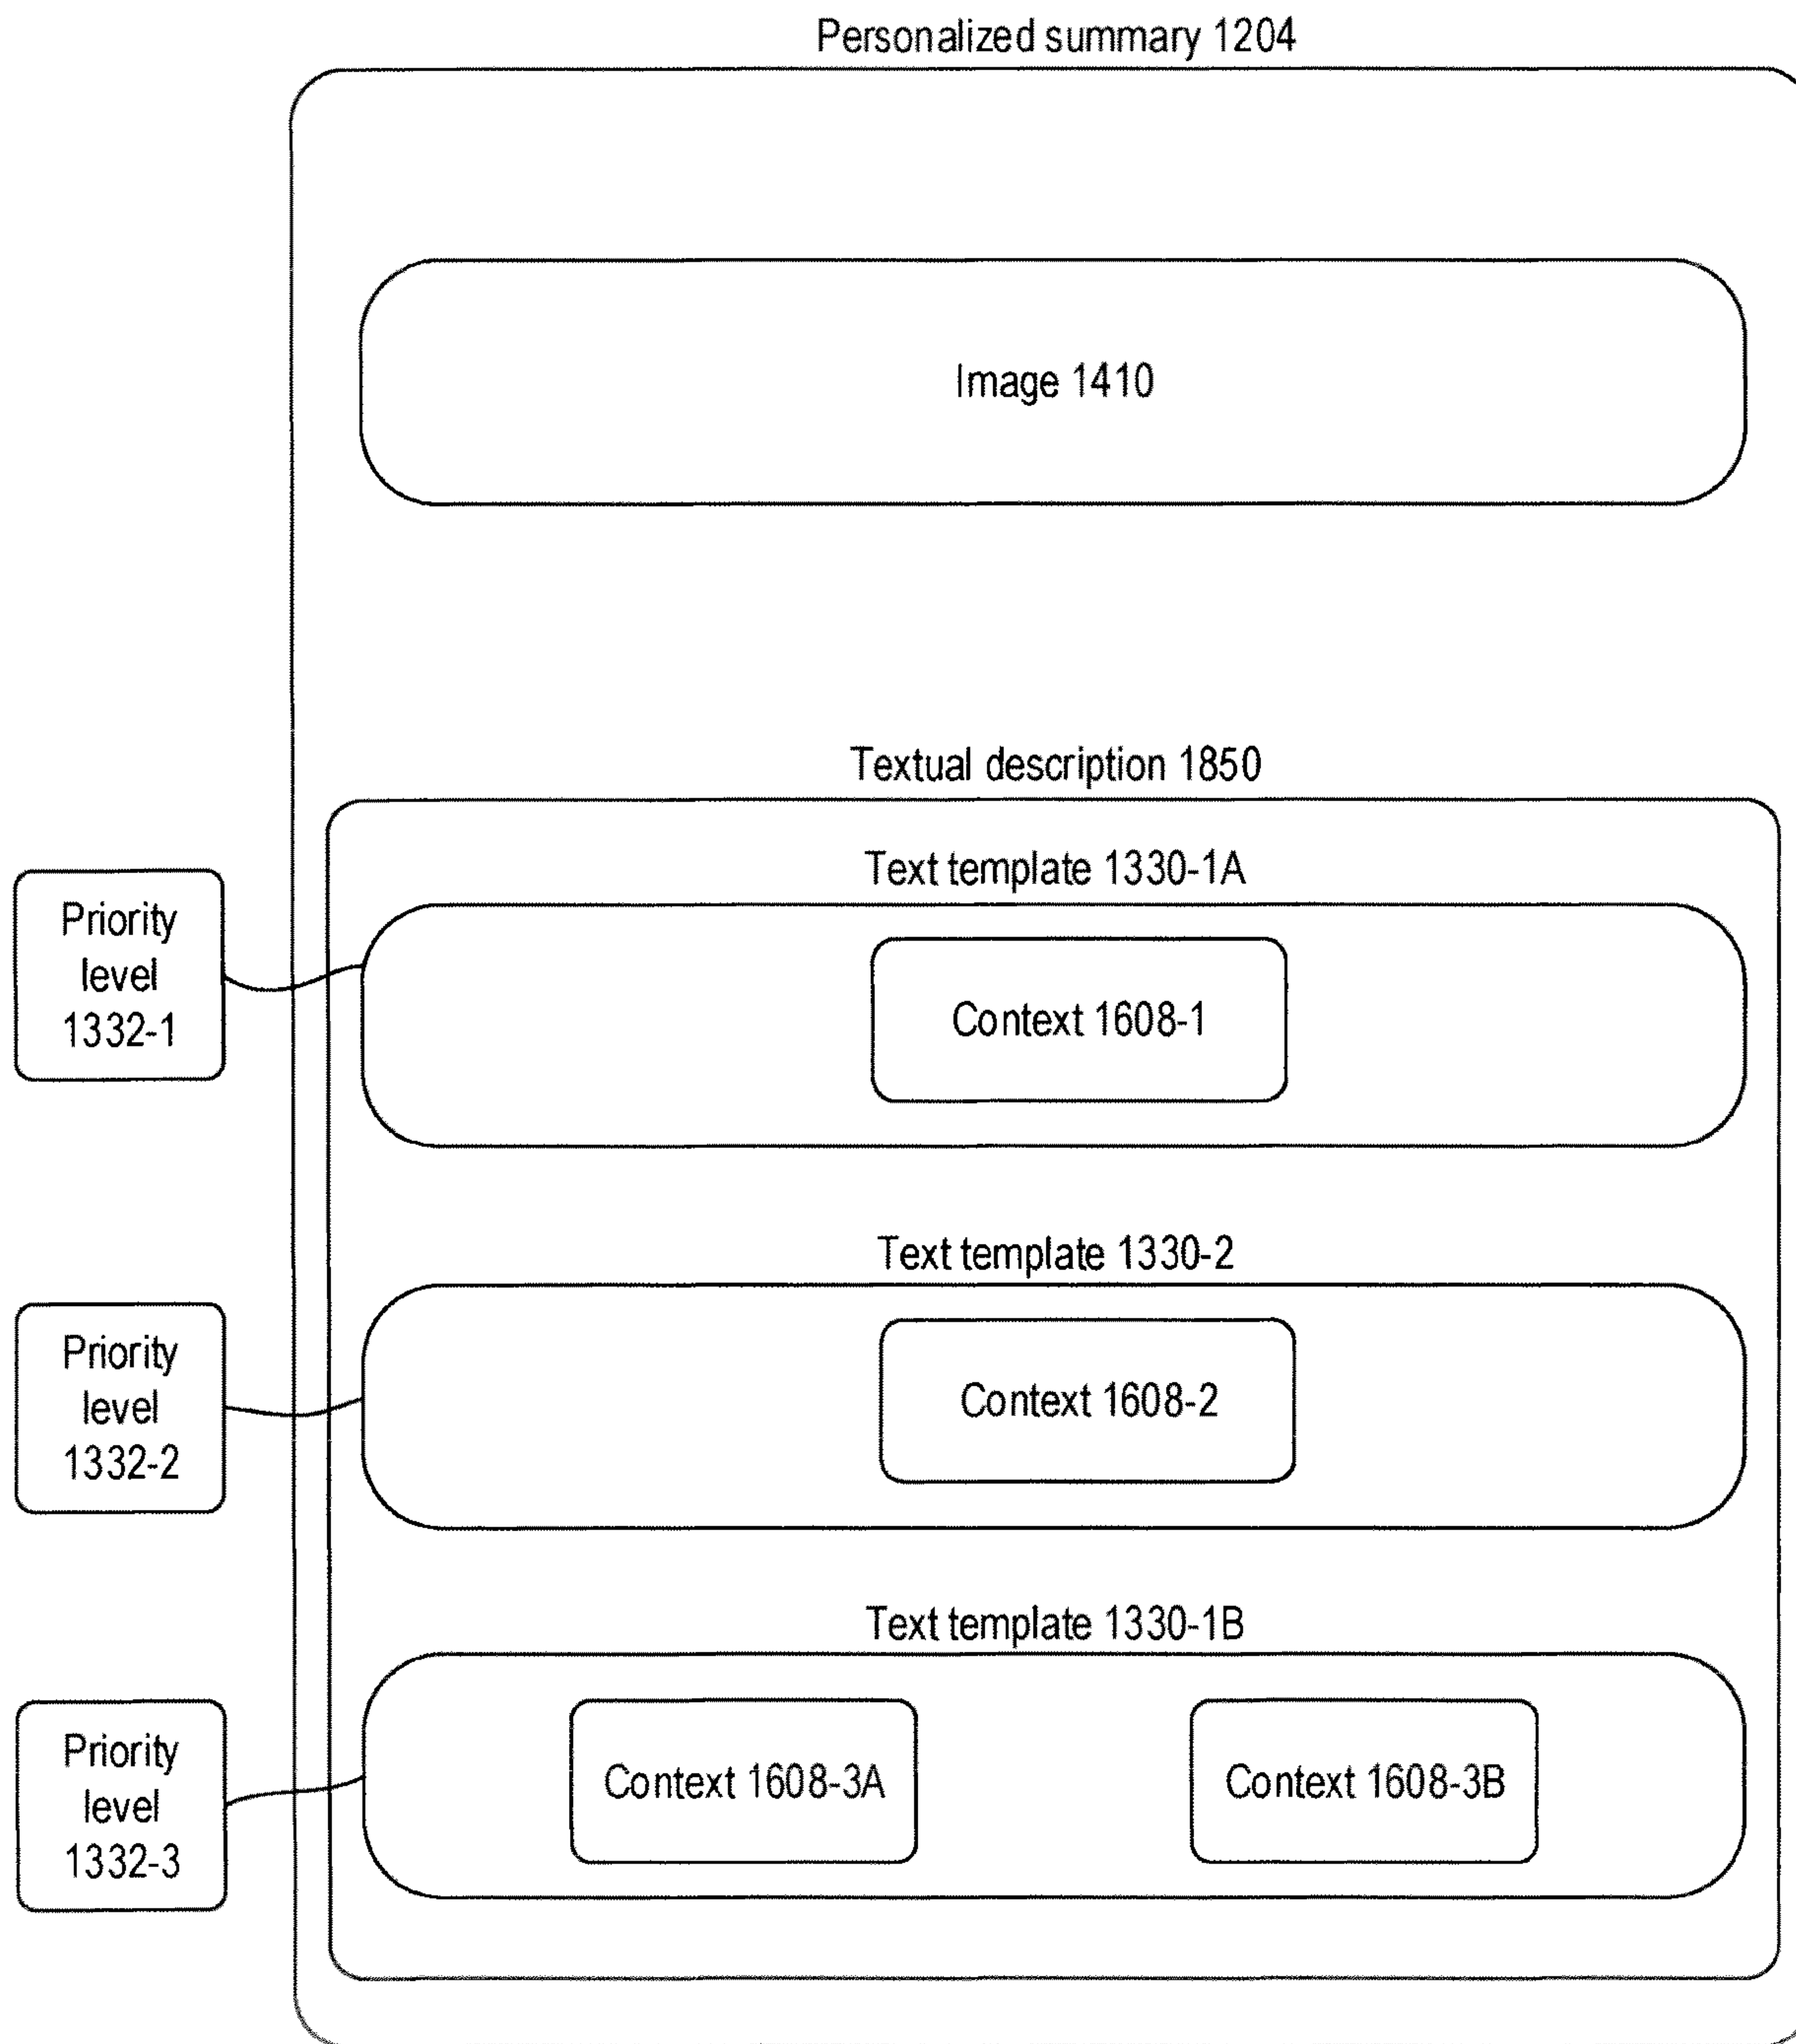 Personalized summary 1204
Image 1410
Textual description 1850
Text template 1330-1A
Priority
level
1332-1
Context 1608-1
Text template 1330-2
Priority
level
1332-2
Context 1608-2
Text template 1330-1B
Priority
level
1332-3
Context 1608-3A
Context 1608-3B